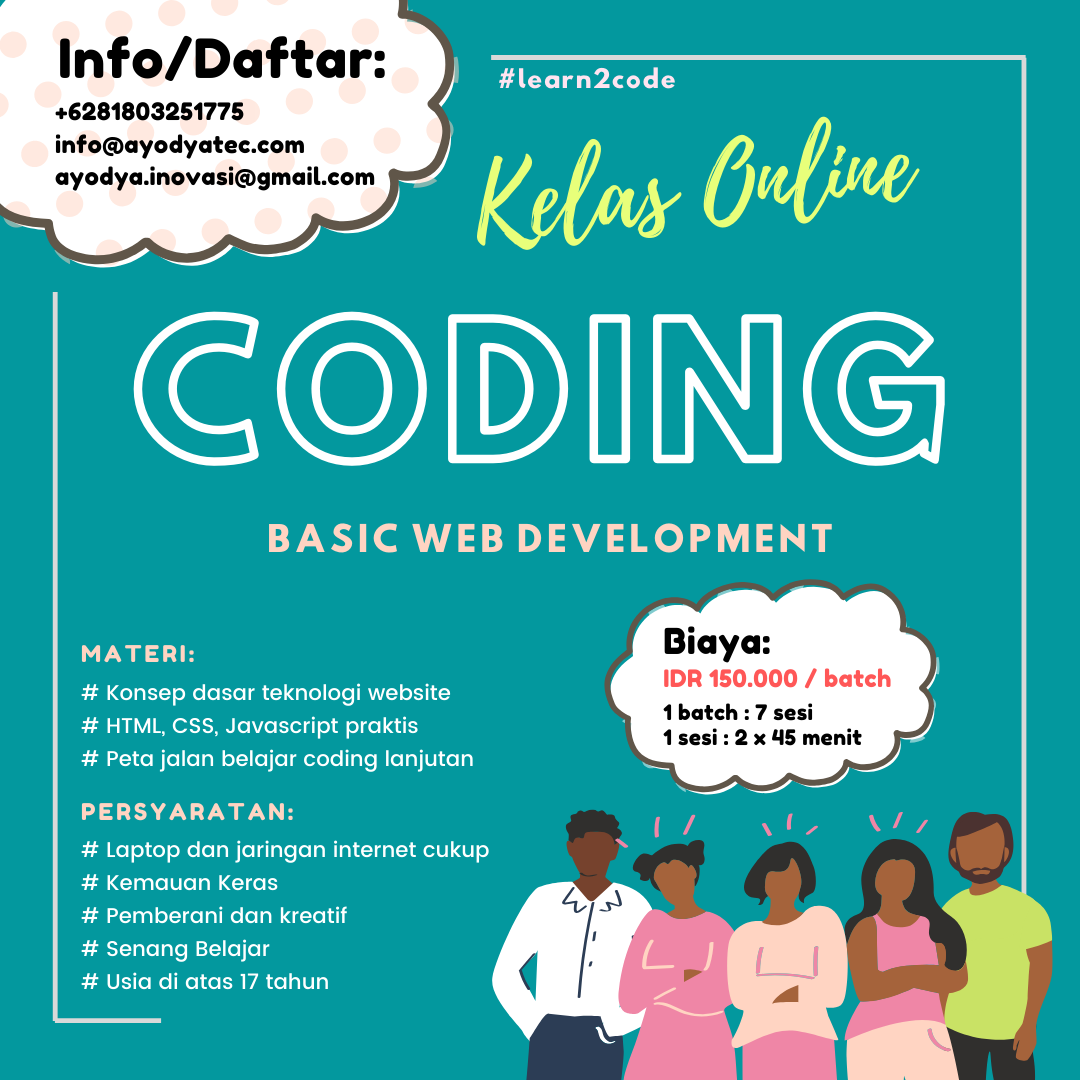 Info/Daftar:
+6281803251775
info@ayodyatec.com
ayodya.inovasi@gmail.com
#learn2code
Kelas Online
CODING
BASIC WEB DEVELOPMENT
MATERI:
# Konsep dasar teknologi website
# HTML, CSS, Javascript praktis
# Peta jalan belajar coding lanjutan
PERSYARATAN:
# Laptop dan jaringan internet cukup
# Kemauan Keras
# Pemberani dan kreatif
# Senang Belajar
# Usia di atas 17 tahun
Biaya:
IDR 150.000 / batch
1 batch : 7 sesi
1 sesi : 2 x 45 menit